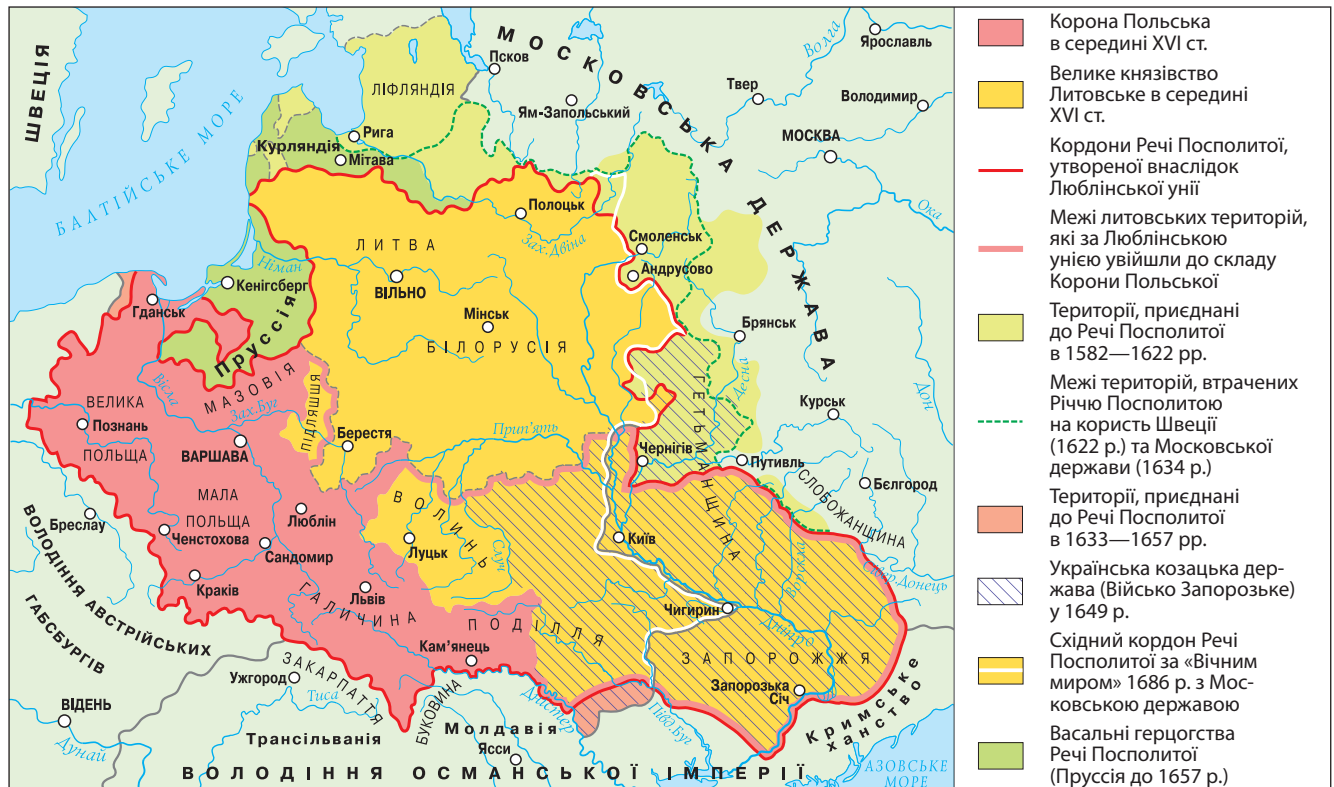 ШВЕЦІЯ
БАЛТІЙСЬКЕ МОРЕ
МОСКОВСЬКА ДЕРЖАВА
Псков
ЛІФЛЯНДІЯ
Ям-Запольський
Волга
Ярославль
Твер
Володимир
МОСКВА
Ока
Рига
Курляндія
Мітава
Полоцьк
Зах. Двіна
ЛИТВА
Смоленськ
Андрусово
Німан
Кенігсберг
ВІЛЬНО
Гданськ
Пруссія
Мінськ
БІЛОРУСІЯ
Брянськ
Десна
Дон
Вісла
МАЗОВІЯ
Зах.Буг
ПІДЛЯШШЯ
ГЕТЬМАНЩИНА
Курськ
ВЕЛИКА
Познань
ПОЛЬЩА
ВАРШАВА
Берестя
Прип'ять
Чернігів
Путивль
СЛОБОЖАНЩИНА
Бєлгород
МАЛА
ПОЛЬЩА
Люблін
ВОЛИНЬ
Бреслау
Ченстохова
Сандомир
Луцьк
Случ
Київ
Ворскла
Сівер.Донець
ВОЛОДІННЯ АВСТРІЙСЬКИХ
ГАБСБУРГІВ
Краків
Львів
ГАЛИЧИНА
ПОДІЛЛЯ
Чигирин
Дніпро
Кам’янець
ЗАПОРОЖЖЯ
Запорозька
Січ
ЗАКАРПАТТЯ
Ужгород
Тиса
БУКОВИНА
Дністер
Півд.Буг
Кримське
ханство
ВІДЕНЬ
Дунай
Трансільванія
Молдавія
Ясси
ВОЛОДІННЯ ОСМАНСЬКОЇ ІМПЕРІЇ
АЗОВСЬКЕ
МОРЕ
Корона Польська
в середині XVI ст.
Велике князівство
Литовське в середині
XVI ст.
Кордони Речі Посполитої,
утвореної внаслідок
Люблінської унії
Межі литовських територій,
які за Люблінською
унією увійшли до складу
Корони Польської
Території, приєднані
до Речі Посполитої
в 1582—1622 рр.
Межі територій, втрачених
Річчю Посполитою
на користь Швеції
(1622 р.) та Московської
держави (1634 р.)
Території, приєднані
до Речі Посполитої
в 1633—1657 рр.
Українська козацька дер-
жава (Військо Запорозьке)
у 1649 р.
Східний кордон Речі
Посполитої за «Вічним
миром» 1686 р. з Мос-
ковською державою
Васальні герцогства
Речі Посполитої
(Пруссія до 1657 р.)